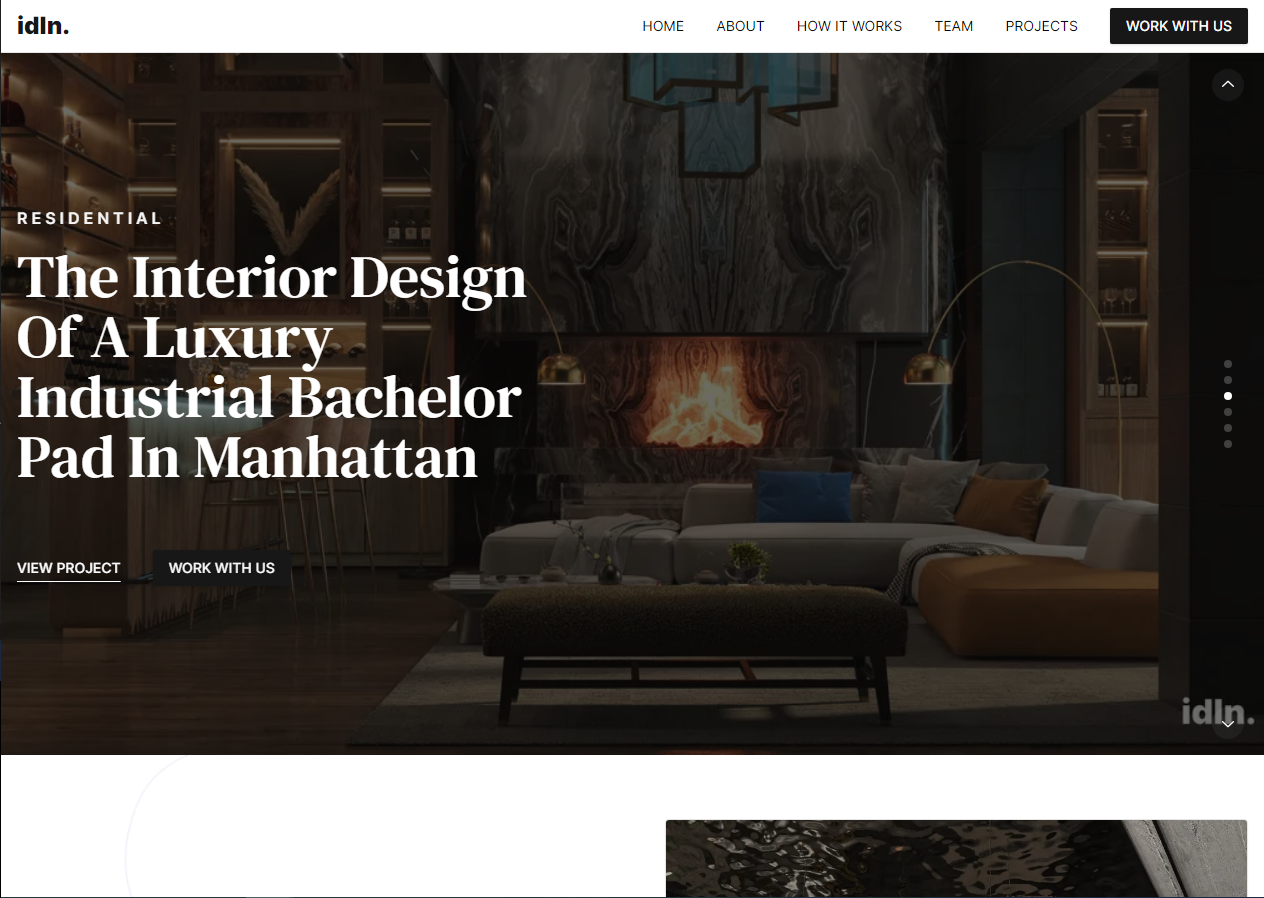 idln.
HOME ABOUT HOW IT WORKS TEAM PROJECTS WORK WITH US
RESIDENTIAL
The Interior Design
Of A Luxury
Industrial Bachelor
Pad In Manhattan
VIEW PROJECT WORK WITH US
idln.